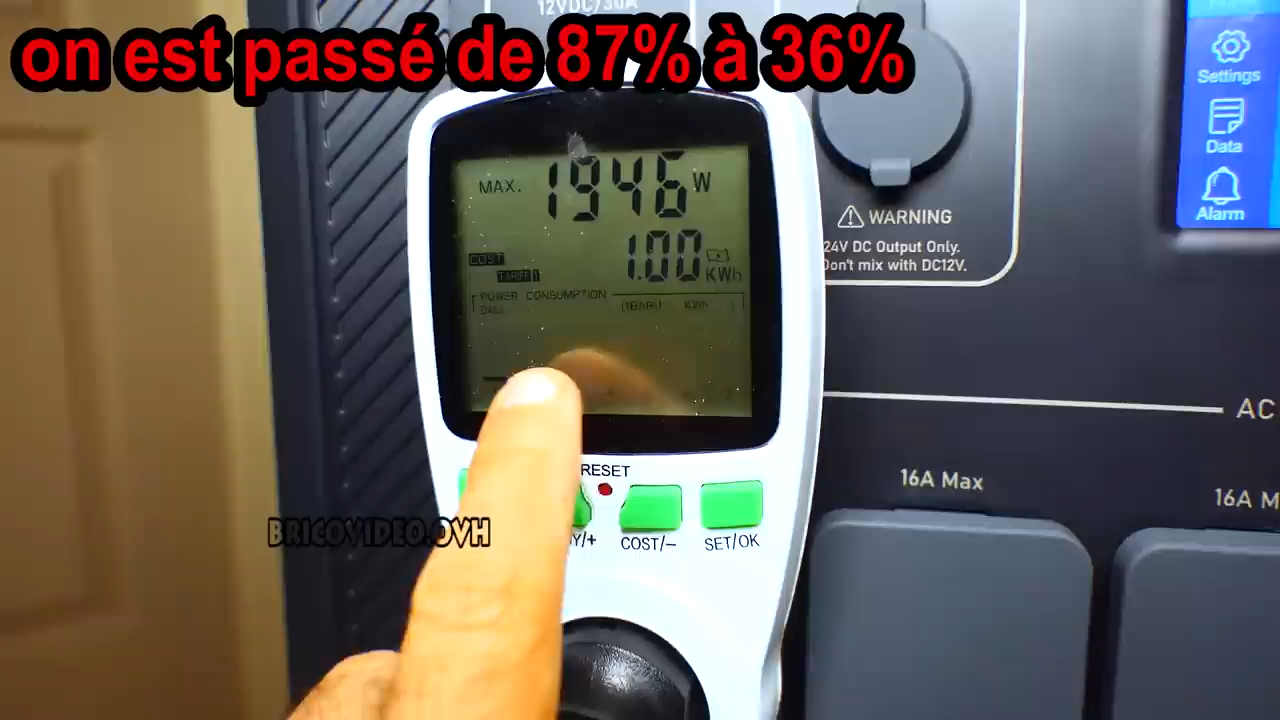 on est passé de 87% à 36%
12VDC/30A
Settings
Data
Alarm
MAX. 1946 W
COST 1.00 KWh
TARIFF 1
POWER CONSUMPTION
WARNING
24V DC Output Only.
Don't mix with DC12V.
AC
16A Max
16A M
RESET
Y/+ COST/– SET/OK
BRICOVIDEO.OVH